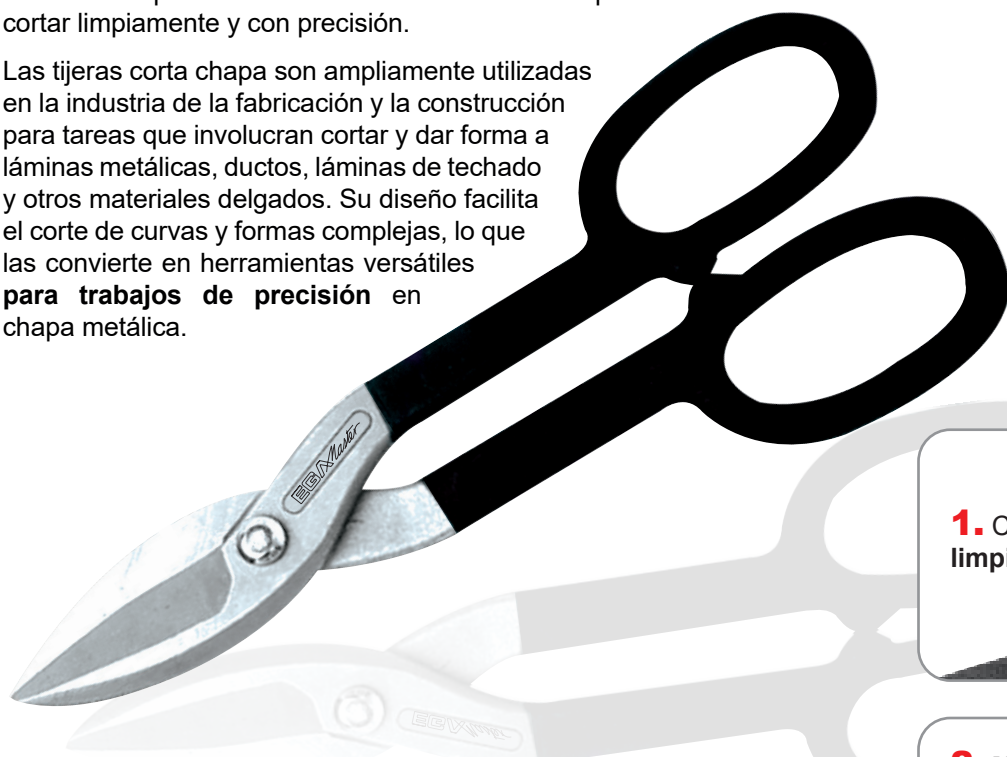 cortar limpiamente y con precisión.
Las tijeras corta chapa son ampliamente utilizadas
en la industria de la fabricación y la construcción
para tareas que involucran cortar y dar forma a
láminas metálicas, ductos, láminas de techado
y otros materiales delgados. Su diseño facilita
el corte de curvas y formas complejas, lo que
las convierte en herramientas versátiles
para trabajos de precisión en
chapa metálica.
EGA Master
1.